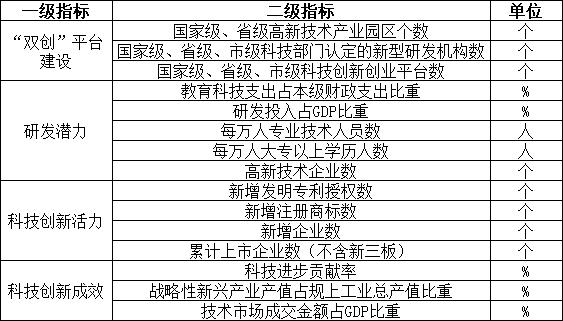 一级指标 二级指标 单位
“双创”平台建设 国家级、省级高新技术产业园区个数 个
国家级、省级、市级科技部门认定的新型研发机构数 个
国家级、省级、市级科技创新创业平台数 个
研发潜力 教育科技支出占本级财政支出比重 %
研发投入占GDP比重 %
每万人专业技术人员数 人
每万人大专以上学历人数 人
高新技术企业数 个
科技创新活力 新增发明专利授权数 个
新增注册商标数 个
新增企业数 个
累计上市企业数（不含新三板） 个
科技创新成效 科技进步贡献率 %
战略性新兴产业产值占规上工业总产值比重 %
技术市场成交金额占GDP比重 %